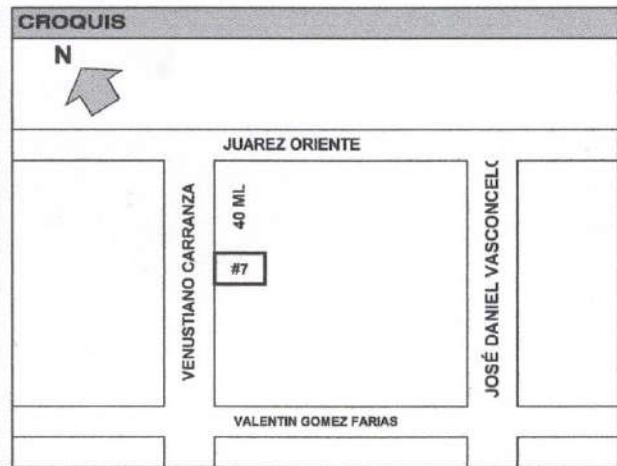 CROQUIS
N
JUAREZ ORIENTE
VENUSTIANO CARRANZA
40 ML
#7
JOSÉ DANIEL VASCONCELO
VALENTIN GOMEZ FARIAS